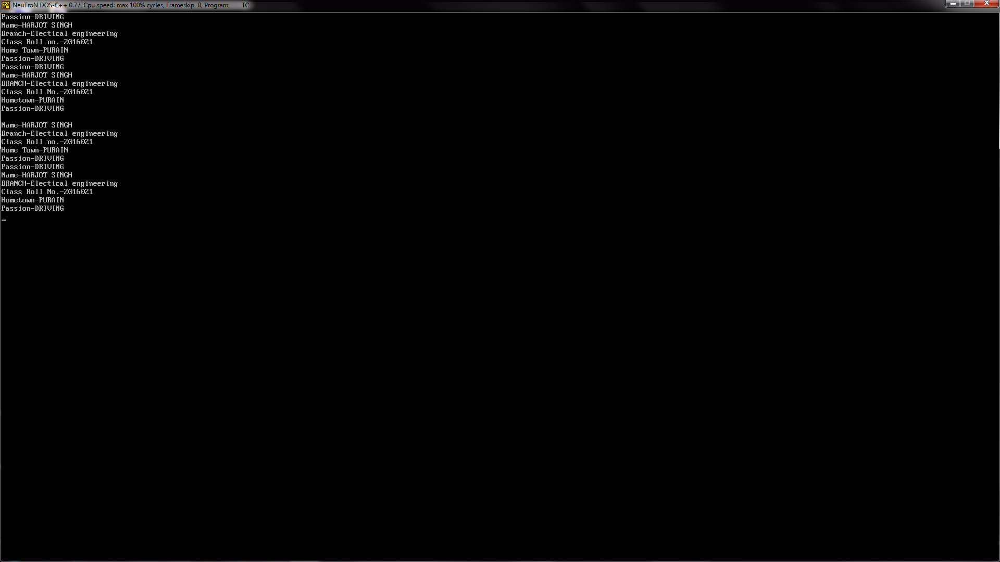 DOS
BOX
NeuTroN DOS-C++ 0.77, Cpu speed: max 100% cycles, Frameskip 0, Program: TC
Passion-DRIVING
Name-HARJOT SINGH
Branch-Electical engineering
Class Roll no.-2016021
Home Town-PURAIN
Passion-DRIVING
Passion-DRIVING
Name-HARJOT SINGH
BRANCH-Electical engineering
Class Roll No.-2016021
Hometown-PURAIN
Passion-DRIVING
Name-HARJOT SINGH
Branch-Electical engineering
Class Roll no.-2016021
Home Town-PURAIN
Passion-DRIVING
Passion-DRIVING
Name-HARJOT SINGH
BRANCH-Electical engineering
Class Roll No.-2016021
Hometown-PURAIN
Passion-DRIVING